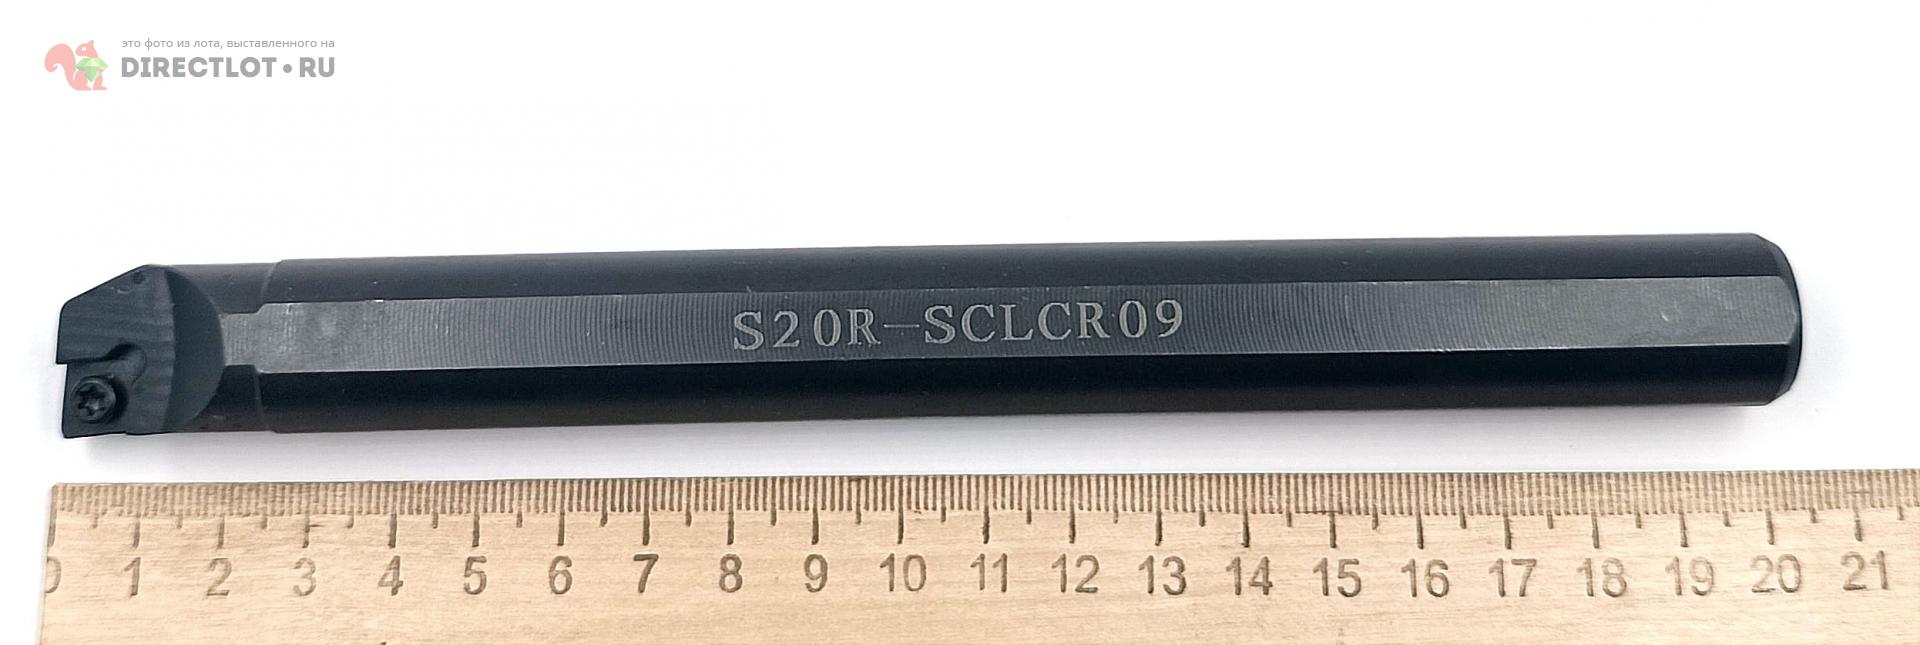 это фото из лота, выставленного на
DIRECTLOT•RU
S20R-SCLCR09
0 1 2 3 4 5 6 7 8 9 10 11 12 13 14 15 16 17 18 19 20 21